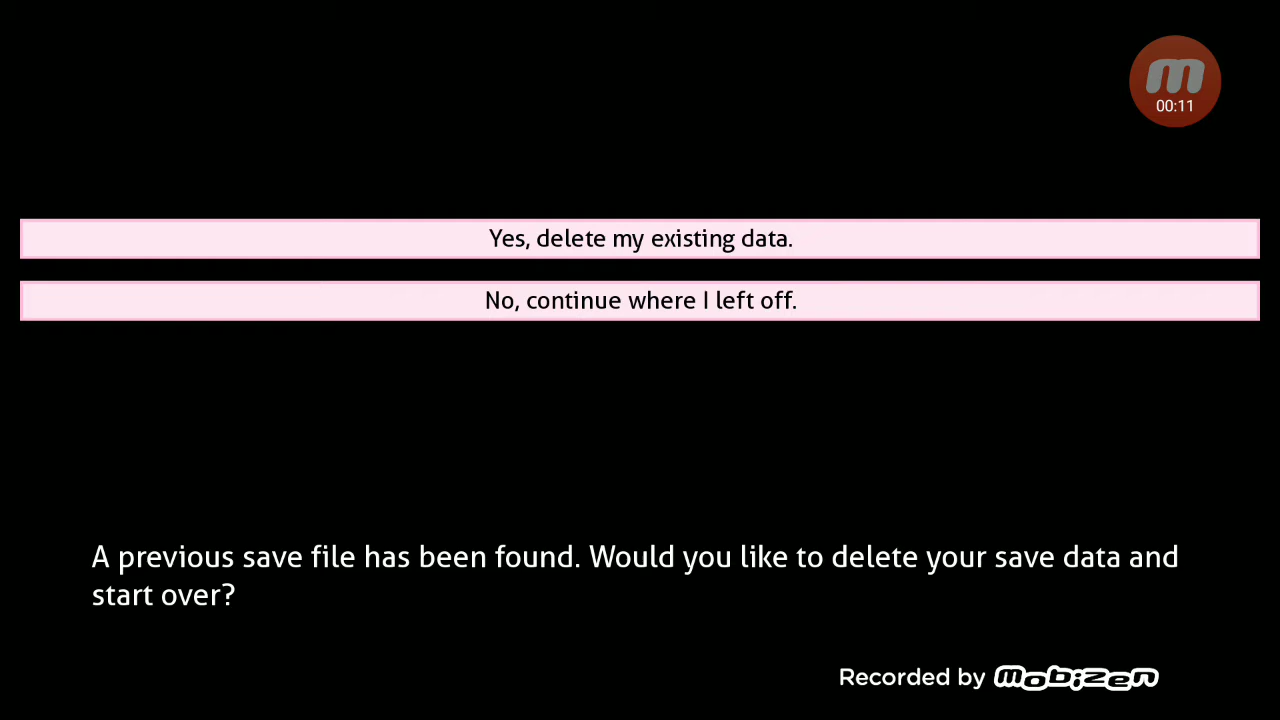 m
00:11
Yes, delete my existing data.
No, continue where I left off.
A previous save file has been found. Would you like to delete your save data and
start over?
Recorded by mobizen